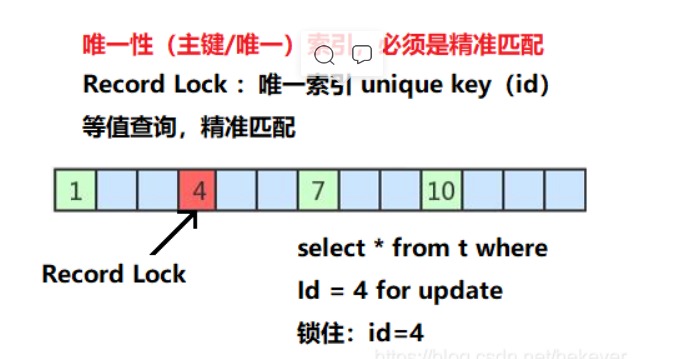 唯一性（主键/唯一）索引，必须是精准匹配
Record Lock ：唯一索引 unique key（id）
等值查询，精准匹配
1 4 7 10
Record Lock
select * from t where
Id = 4 for update
锁住：id=4
https://blog.csdn.net/hekever